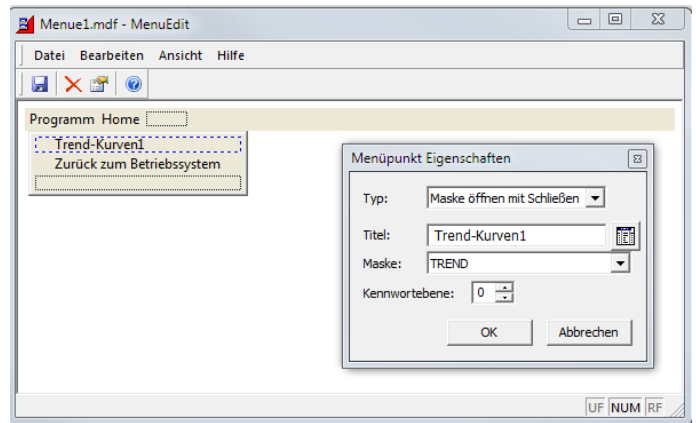 Menue1.mdf - MenuEdit
Datei Bearbeiten Ansicht Hilfe
Programm Home
Trend-Kurven1
Zurück zum Betriebssystem
Menüpunkt Eigenschaften
Typ: Maske öffnen mit Schließen
Titel: Trend-Kurven1
Maske: TREND
Kennwortebene: 0
OK Abbrechen
UF NUM RF